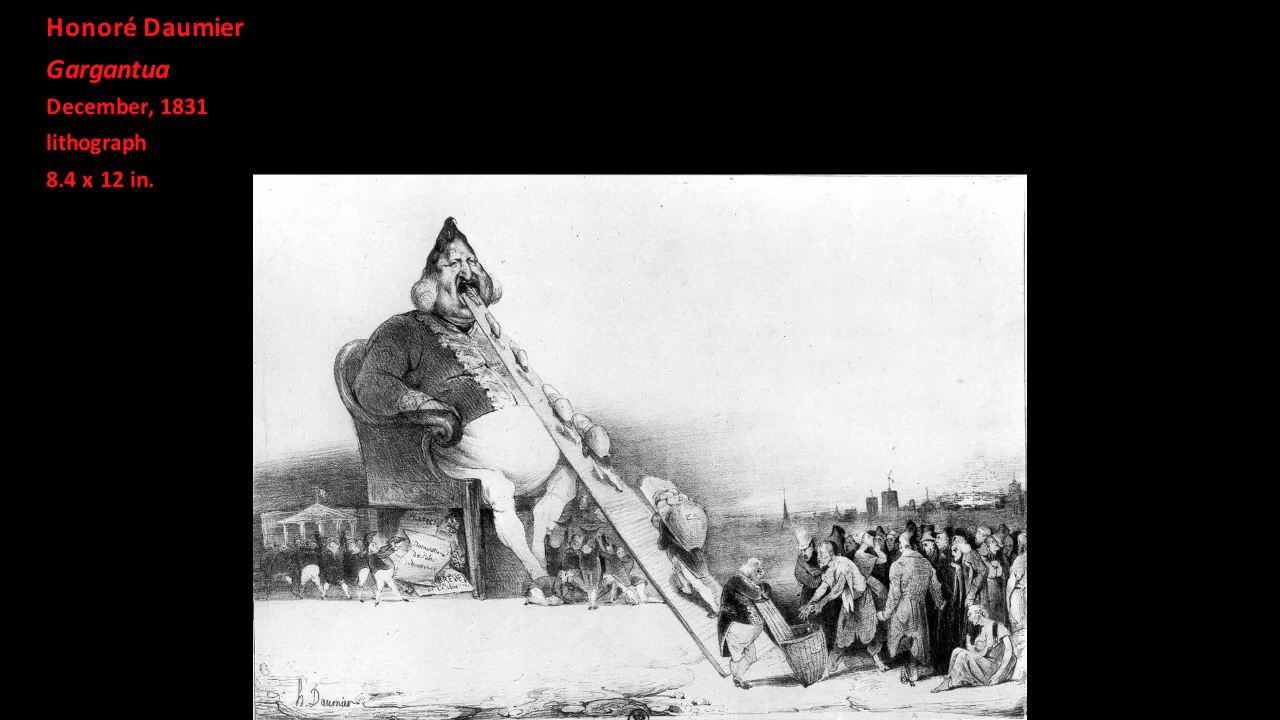 Honoré Daumier
Gargantua
December, 1831
lithograph
8.4 x 12 in.
h. Daumier